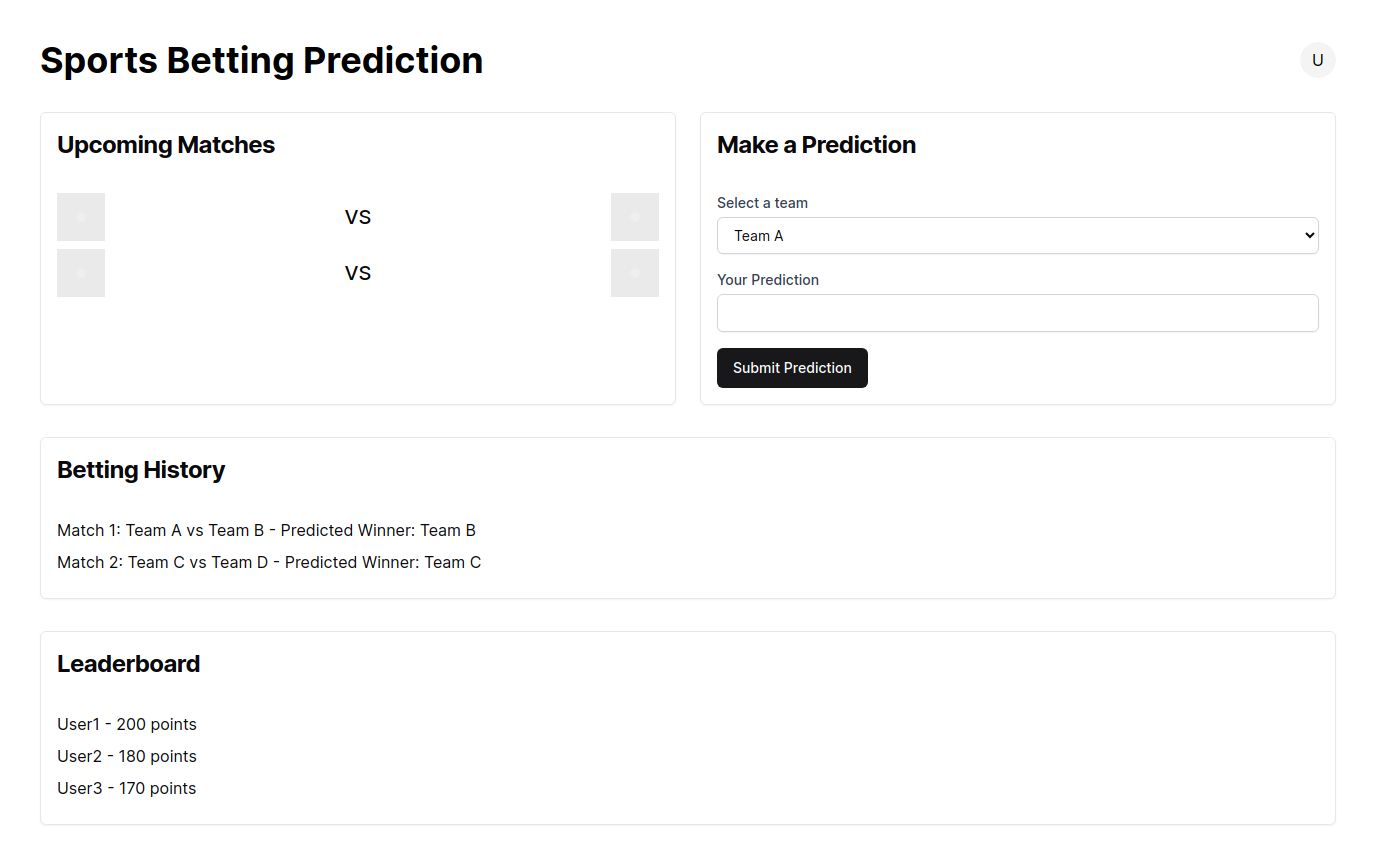 Sports Betting Prediction
U
Upcoming Matches
VS
VS
Make a Prediction
Select a team
Team A
Your Prediction
Submit Prediction
Betting History
Match 1: Team A vs Team B - Predicted Winner: Team B
Match 2: Team C vs Team D - Predicted Winner: Team C
Leaderboard
User1 - 200 points
User2 - 180 points
User3 - 170 points